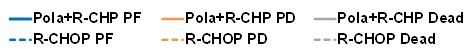 Pola+R-CHP PF Pola+R-CHP PD Pola+R-CHP Dead
R-CHOP PF R-CHOP PD R-CHOP Dead